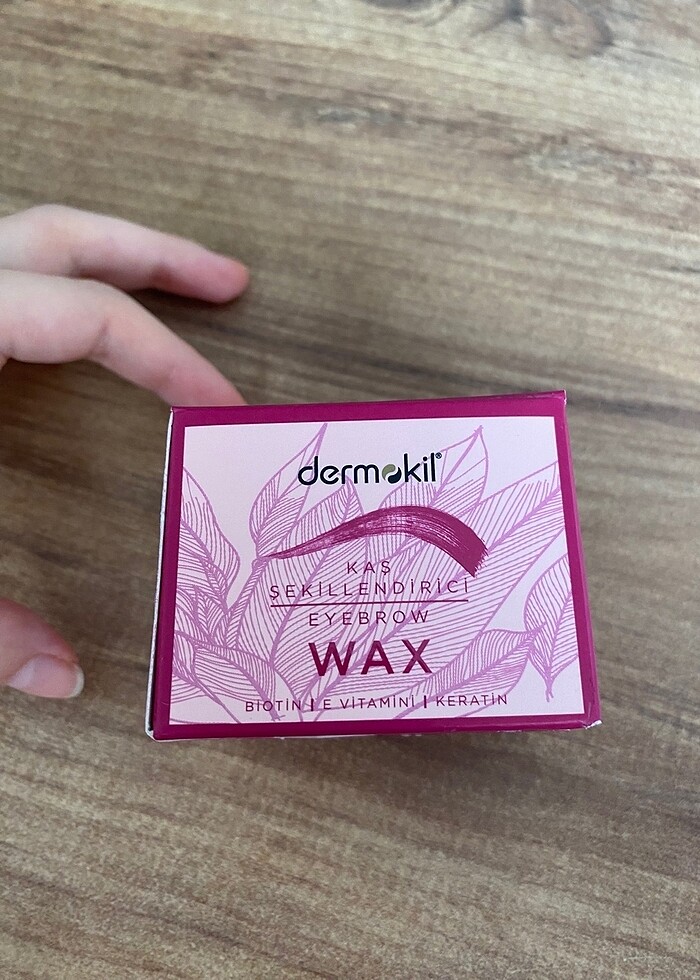 dermokil®
KAŞ
ŞEKİLLENDİRİCİ
EYEBROW
WAX
BİOTİN | E VİTAMİNİ | KERATİN